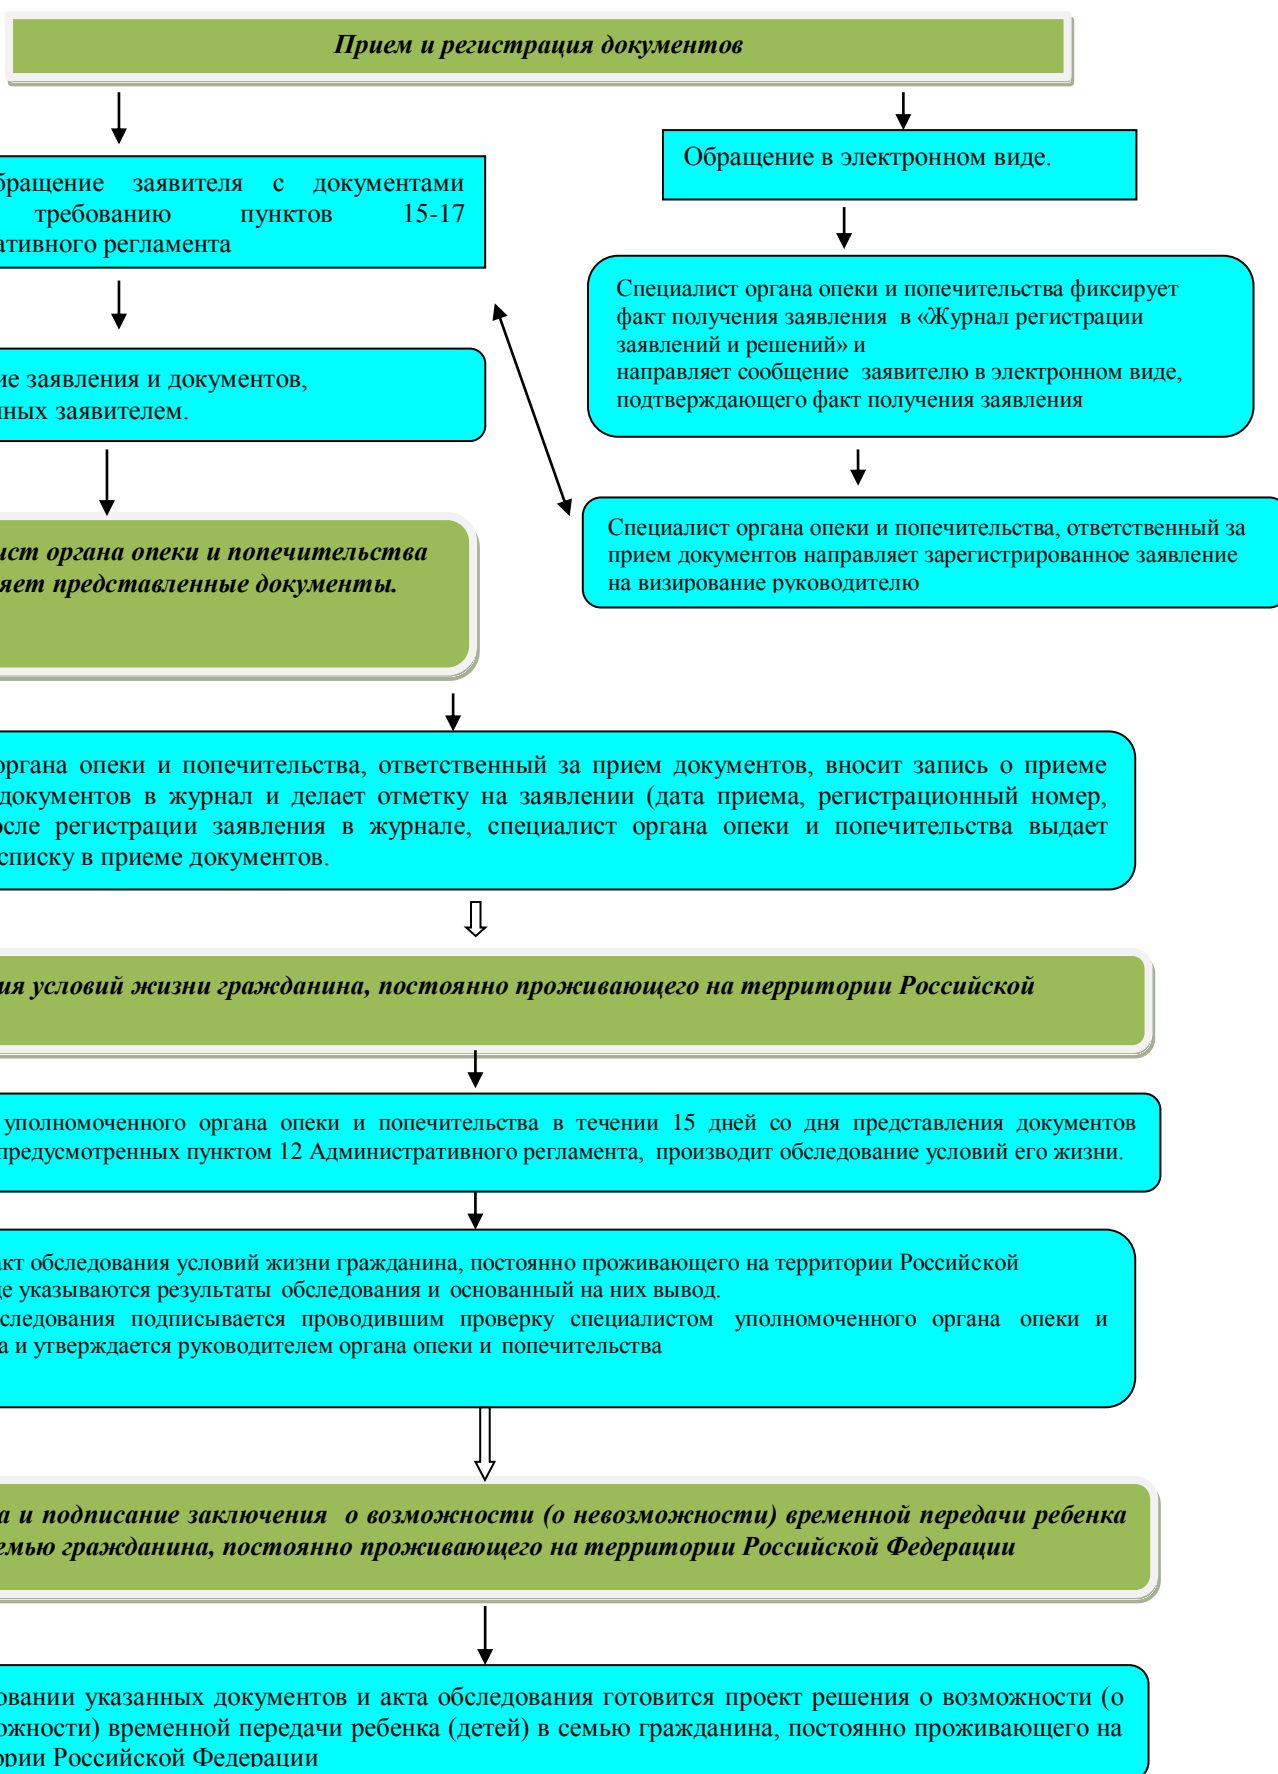 Прием и регистрация документов
Обращение в электронном виде.
обращение заявителя с документами
требованию пунктов 15-17
ативного регламента
Специалист органа опеки и попечительства фиксирует
факт получения заявления в «Журнал регистрации
заявлений и решений» и
направляет сообщение заявителю в электронном виде,
подтверждающего факт получения заявления
ие заявления и документов,
нных заявителем.
Специалист органа опеки и попечительства, ответственный за
прием документов направляет зарегистрированное заявление
на визирование руководителю
ист органа опеки и попечительства
яет представленные документы.
органа опеки и попечительства, ответственный за прием документов, вносит запись о приеме
документов в журнал и делает отметку на заявлении (дата приема, регистрационный номер,
осле регистрации заявления в журнале, специалист органа опеки и попечительства выдает
списку в приеме документов.
ия условий жизни гражданина, постоянно проживающего на территории Российской
уполномоченного органа опеки и попечительства в течении 15 дней со дня представления документов
предусмотренных пунктом 12 Административного регламента, производит обследование условий его жизни.
акт обследования условий жизни гражданина, постоянно проживающего на территории Российской
де указываются результаты обследования и основанный на них вывод.
следования подписывается проводившим проверку специалистом уполномоченного органа опеки и
а и утверждается руководителем органа опеки и попечительства
а и подписание заключения о возможности (о невозможности) временной передачи ребенка
емью гражданина, постоянно проживающего на территории Российской Федерации
овании указанных документов и акта обследования готовится проект решения о возможности (о
ожности) временной передачи ребенка (детей) в семью гражданина, постоянно проживающего на
ории Российской Федерации